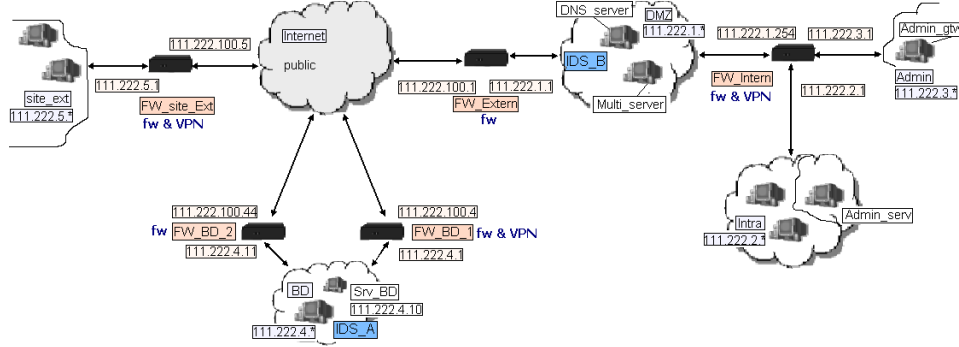 DNS_server
DMZ
111.222.1.*
IDS_B
Multi_server
Internet
public
111.222.100.5
111.222.5.1
FW_site_Ext
fw & VPN
site_ext
111.222.5.*
111.222.100.1
111.222.1.1
FW_Extern
fw
111.222.1.254
111.222.3.1
FW_Intern
fw & VPN
111.222.2.1
Admin_gtw
Admin
111.222.3.*
Intra
111.222.2.*
Admin_serv
111.222.100.44
fw
FW_BD_2
111.222.4.11
111.222.100.4
FW_BD_1
fw & VPN
111.222.4.1
BD
Srv_BD
111.222.4.10
111.222.4.*
IDS_A